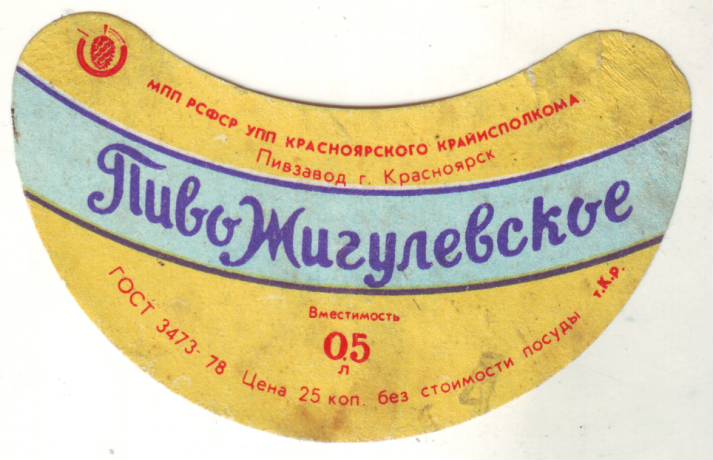 МПП РСФСР УПП КРАСНОЯРСКОГО КРАЙИСПОЛКОМА
Пивзавод г. Красноярск
Пиво Жигулевское
Вместимость
0,5
л
ГОСТ 3473-78 Цена 25 коп. без стоимости посуды т.К.р.